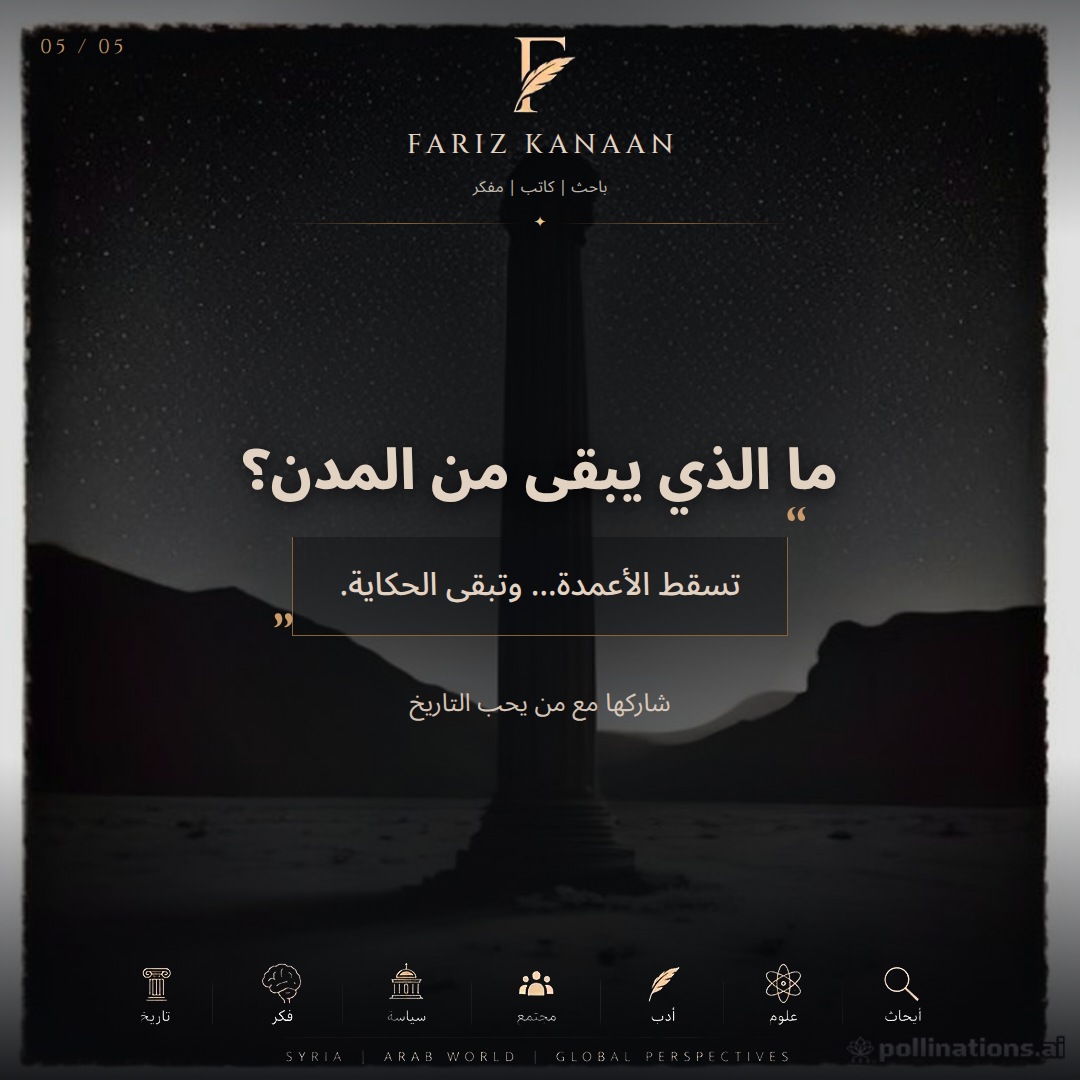 05 / 05
F
FARIZ KANAAN
باحث | كاتب | مفكر
ما الذي يبقى من المدن؟
“
تسقط الأعمدة... وتبقى الحكاية.
”
شاركها مع من يحب التاريخ
أبحاث
علوم
أدب
مجتمع
سياسة
فكر
تاريخ
SYRIA | ARAB WORLD | GLOBAL PERSPECTIVES
pollinations.ai